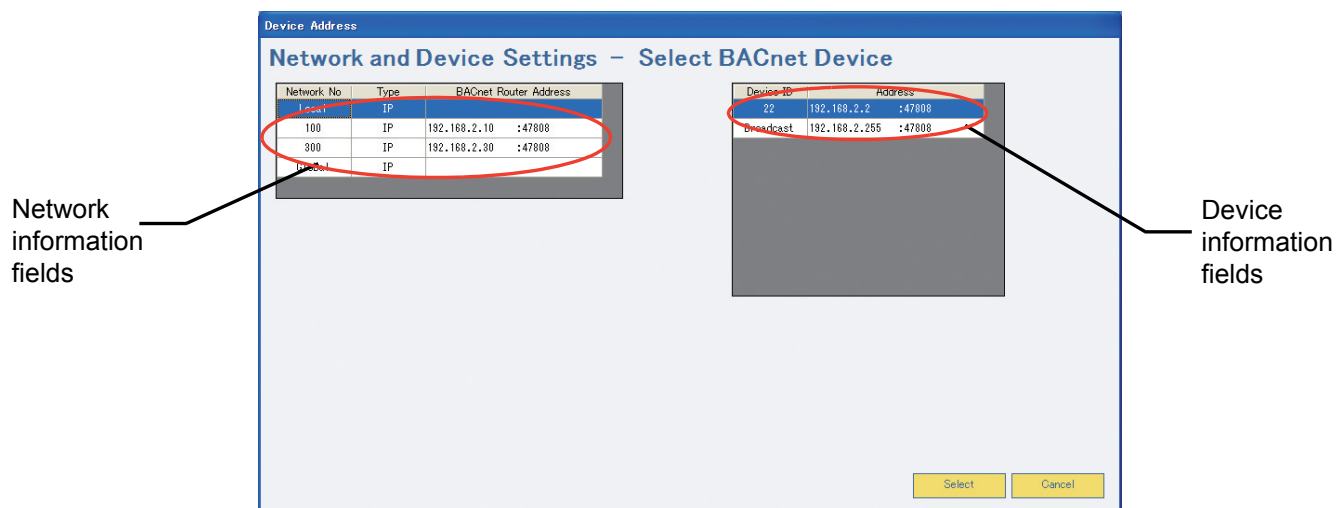 Device Address
Network and Device Settings － Select BACnet Device
Network No Type BACnet Router Address
Local IP
100 IP 192.168.2.10 :47808
300 IP 192.168.2.30 :47808
Global IP
Device ID Address
22 192.168.2.2 :47808
Broadcast 192.168.2.255 :47808
Network
information
fields
Device
information
fields
Select Cancel